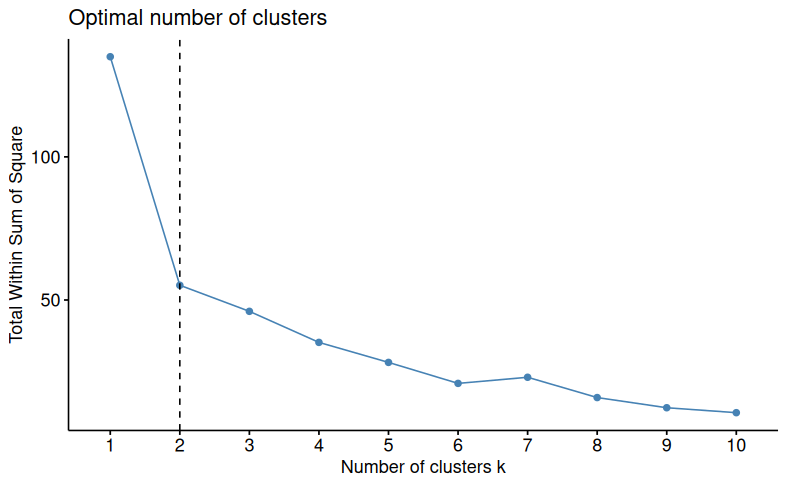 Optimal number of clusters
Total Within Sum of Square
100
50
1 2 3 4 5 6 7 8 9 10
Number of clusters k